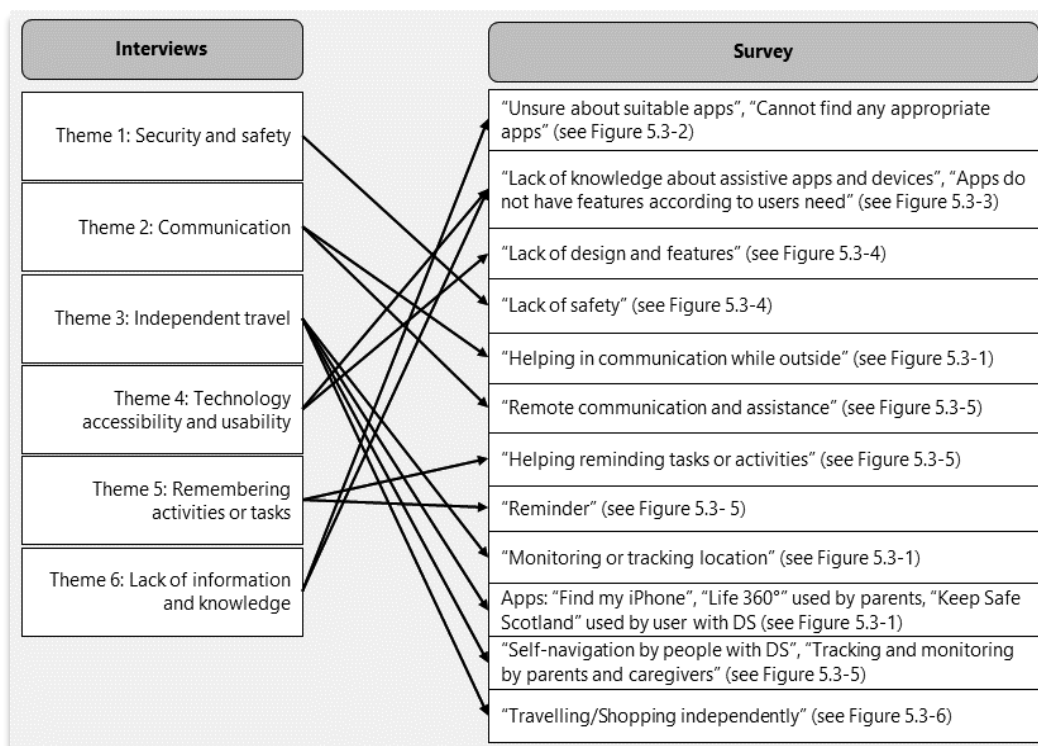 Interviews
Theme 1: Security and safety
Theme 2: Communication
Theme 3: Independent travel
Theme 4: Technology
accessibility and usability
Theme 5: Remembering
activities or tasks
Theme 6: Lack of information
and knowledge
Survey
“Unsure about suitable apps”, “Cannot find any appropriate
apps” (see Figure 5.3-2)
“Lack of knowledge about assistive apps and devices”, “Apps do
not have features according to users need” (see Figure 5.3-3)
“Lack of design and features” (see Figure 5.3-4)
“Lack of safety” (see Figure 5.3-4)
“Helping in communication while outside” (see Figure 5.3-1)
“Remote communication and assistance” (see Figure 5.3-5)
“Helping reminding tasks or activities” (see Figure 5.3-5)
“Reminder” (see Figure 5.3- 5)
“Monitoring or tracking location” (see Figure 5.3-1)
Apps: “Find my iPhone”, “Life 360°” used by parents, “Keep Safe
Scotland” used by user with DS (see Figure 5.3-1)
“Self-navigation by people with DS”, “Tracking and monitoring
by parents and caregivers” (see Figure 5.3-5)
“Travelling/Shopping independently” (see Figure 5.3-6)